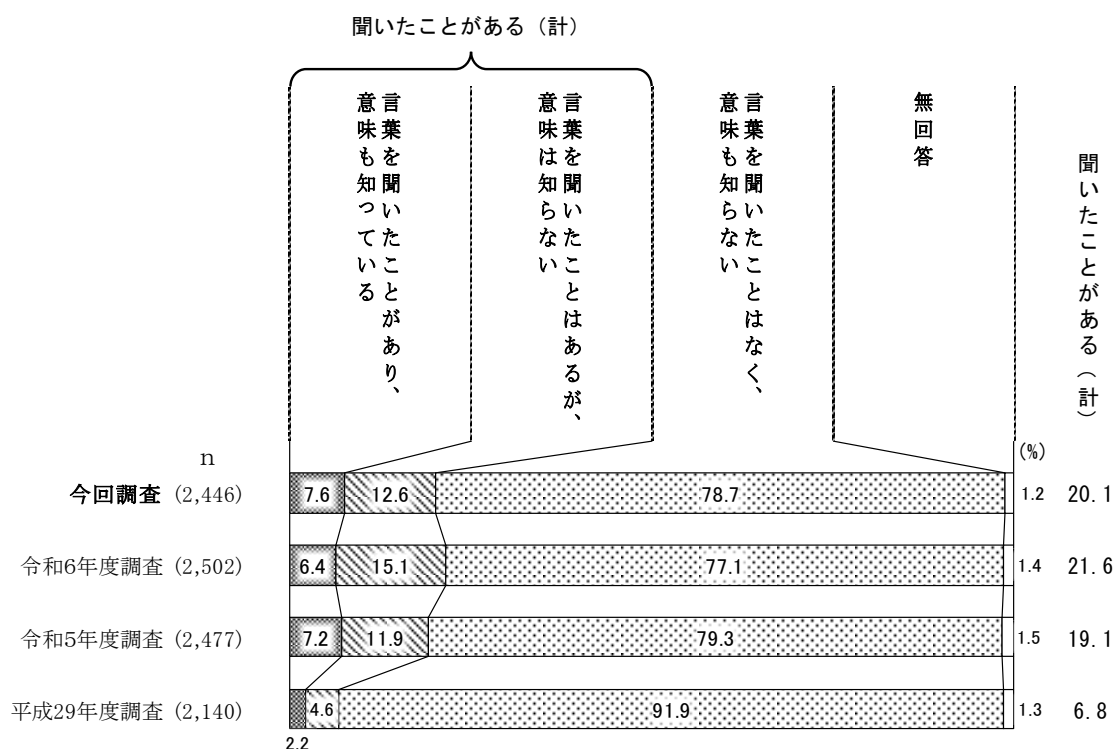 聞いたことがある（計）
言葉を聞いたことがあり、
意味も知っている
言葉を聞いたことはあるが、
意味は知らない
言葉を聞いたことはなく、
意味も知らない
無回答
聞いたことがある（計）
n
(%)
今回調査 (2,446) 7.6 12.6 78.7 1.2 20.1
令和6年度調査 (2,502) 6.4 15.1 77.1 1.4 21.6
令和5年度調査 (2,477) 7.2 11.9 79.3 1.5 19.1
平成29年度調査 (2,140) 4.6 91.9 1.3 6.8
2.2